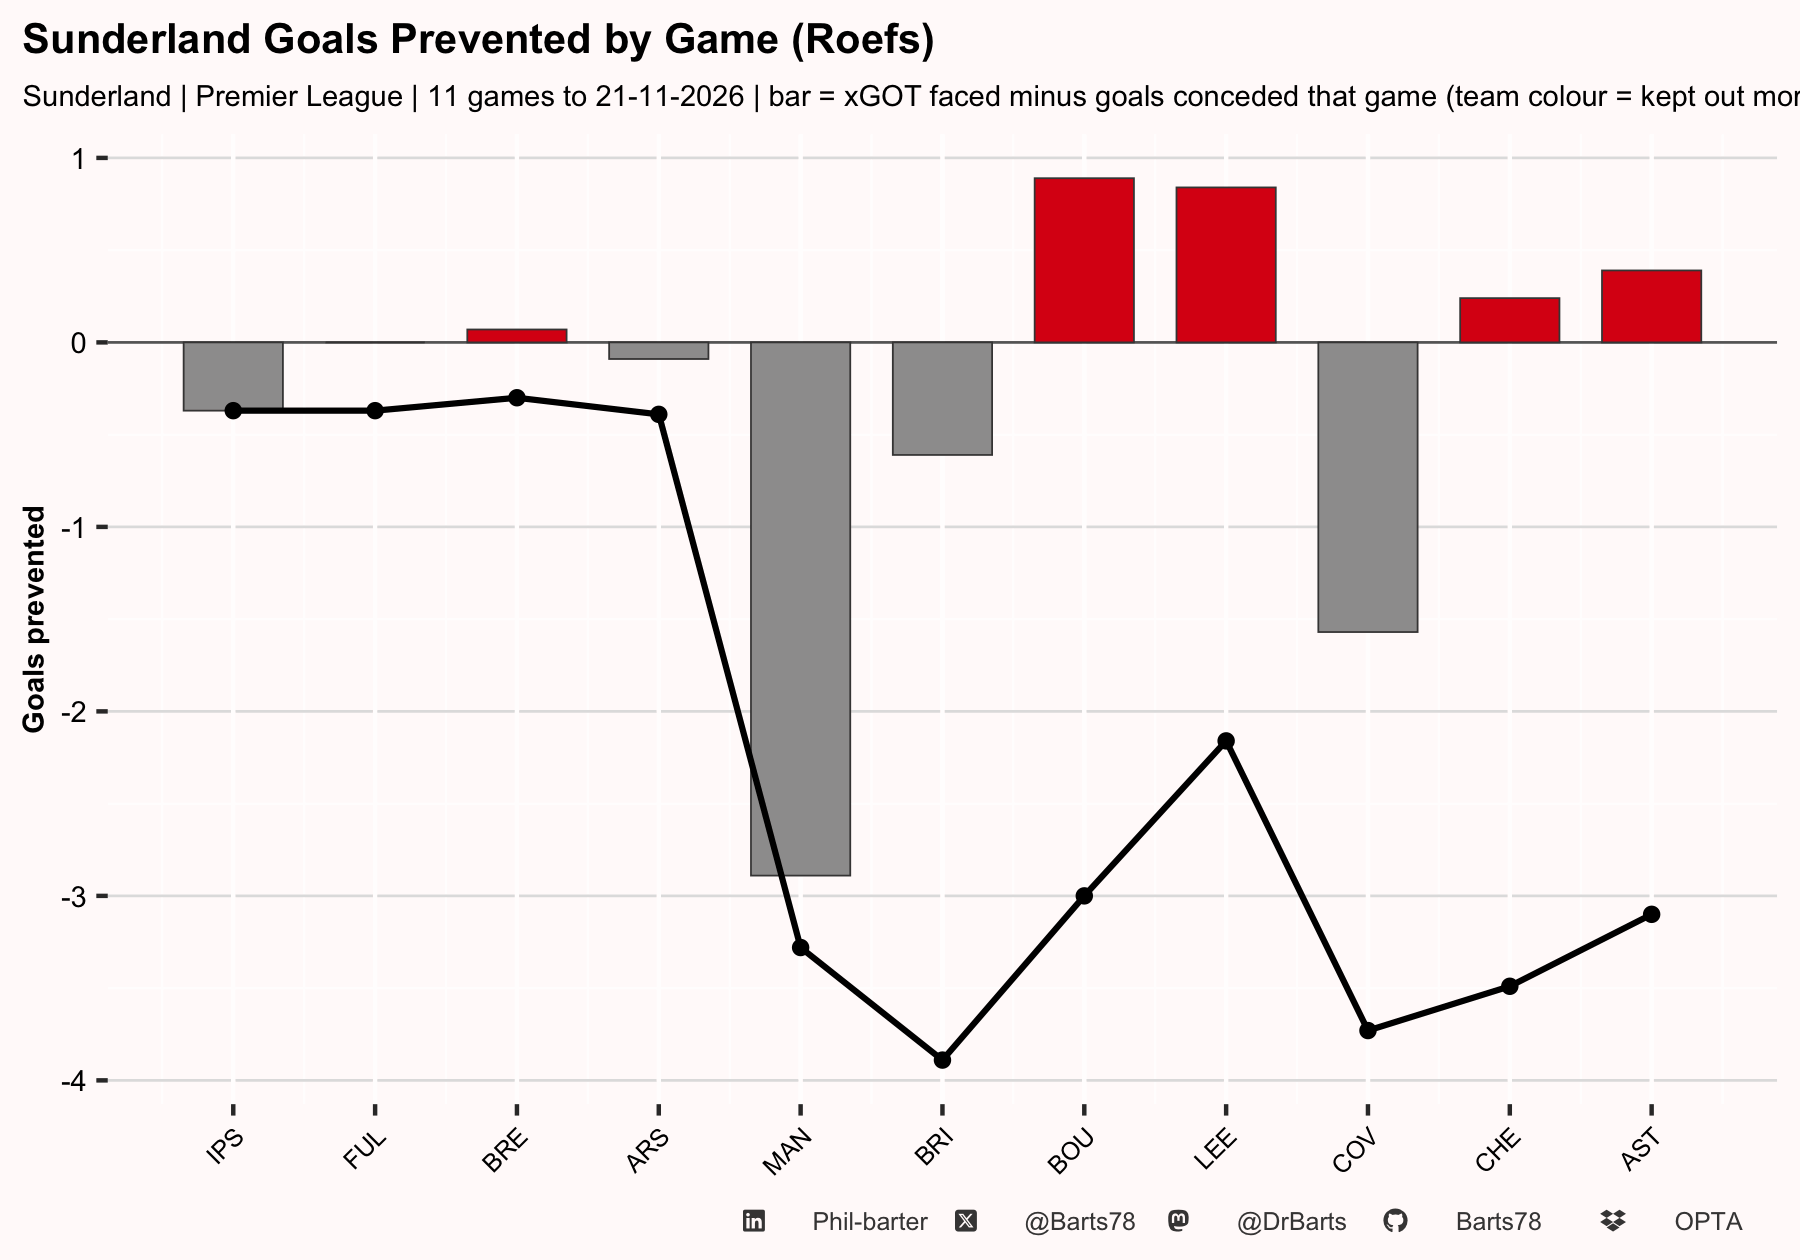 Sunderland Goals Prevented by Game (Roefs)
Sunderland | Premier League | 11 games to 21-11-2026 | bar = xGOT faced minus goals conceded that game (team colour = kept out mor
1
0
-1
-2
-3
-4
Goals prevented
IPS FUL BRE ARS MAN BRI BOU LEE COV CHE AST
Phil-barter @Barts78 @DrBarts Barts78 OPTA